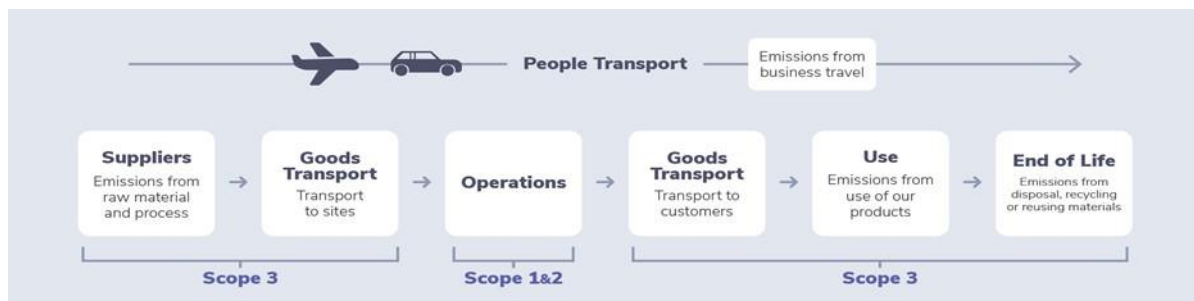 People Transport
Emissions from
business travel
Suppliers
Emissions from
raw material
and process
Goods
Transport
Transport
to sites
Operations
Goods
Transport
Transport to
customers
Use
Emissions from
use of our
products
End of Life
Emissions from
disposal, recycling
or reusing materials
Scope 3
Scope 1&2
Scope 3